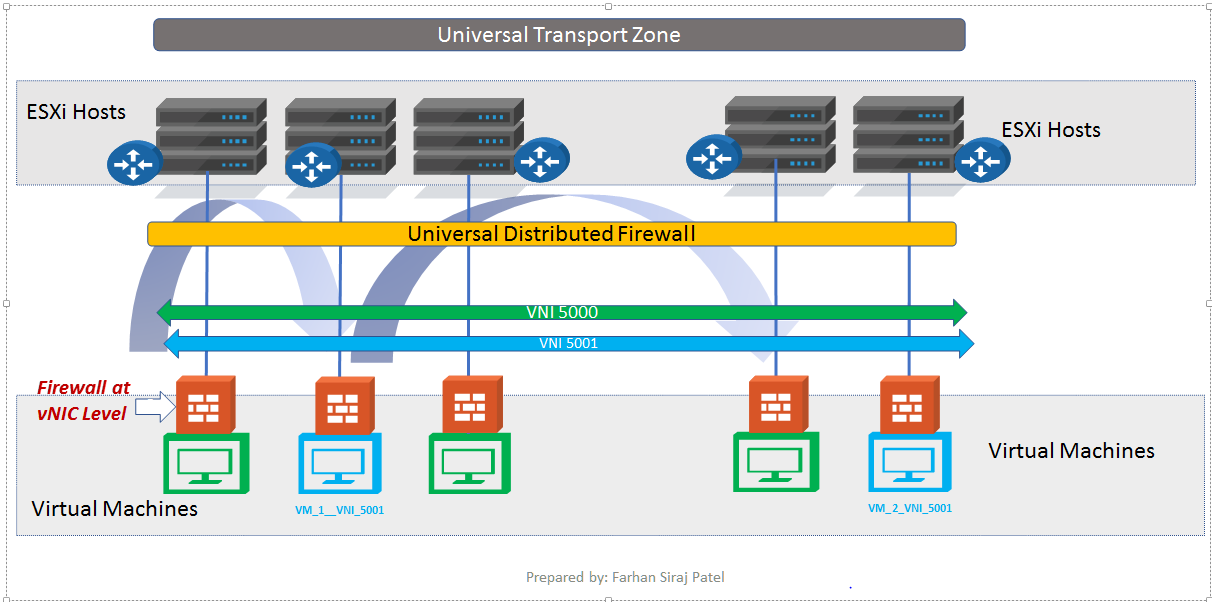 Universal Transport Zone
ESXi Hosts
ESXi Hosts
Universal Distributed Firewall
VNI 5000
VNI 5001
Firewall at
vNIC Level
Virtual Machines
Virtual Machines
VM_1__VNI_5001
VM_2_VNI_5001
Prepared by: Farhan Siraj Patel